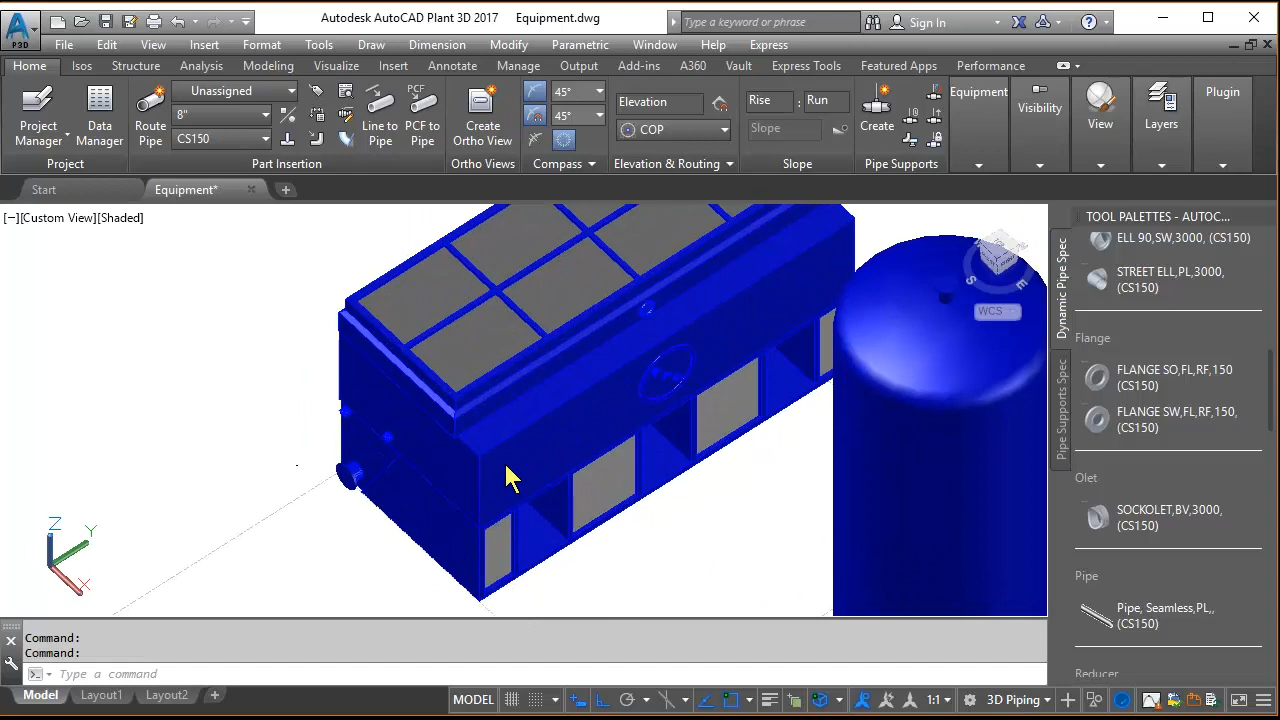 Autodesk AutoCAD Plant 3D 2017 Equipment.dwg
Type a keyword or phrase
Sign In
P3D
File Edit View Insert Format Tools Draw Dimension Modify Parametric Window Help Express
Home Isos Structure Analysis Modeling Visualize Insert Annotate Manage Output Add-ins A360 Vault Express Tools Featured Apps Performance
Project Manager
Data Manager
Project
Route Pipe
Unassigned
8"
CS150
Line to Pipe
PCF
PCF to Pipe
Part Insertion
Create Ortho View
Ortho Views
45°
45°
Compass
Elevation
COP
Elevation & Routing
Rise : Run
Slope
Slope
Create
Pipe Supports
Equipment
Visibility
View
Layers
Plugin
Start
Equipment*
[−][Custom View][Shaded]
S
E
WCS
Z
Y
X
TOOL PALETTES - AUTOC...
Dynamic Pipe Spec
Pipe Supports Spec
ELL 90,SW,3000, (CS150)
STREET ELL,PL,3000,
(CS150)
Flange
FLANGE SO,FL,RF,150
(CS150)
FLANGE SW,FL,RF,150,
(CS150)
Olet
SOCKOLET,BV,3000,
(CS150)
Pipe
Pipe, Seamless,PL,,
(CS150)
Reducer
Command:
Command:
Type a command
Model Layout1 Layout2
MODEL
1:1
3D Piping